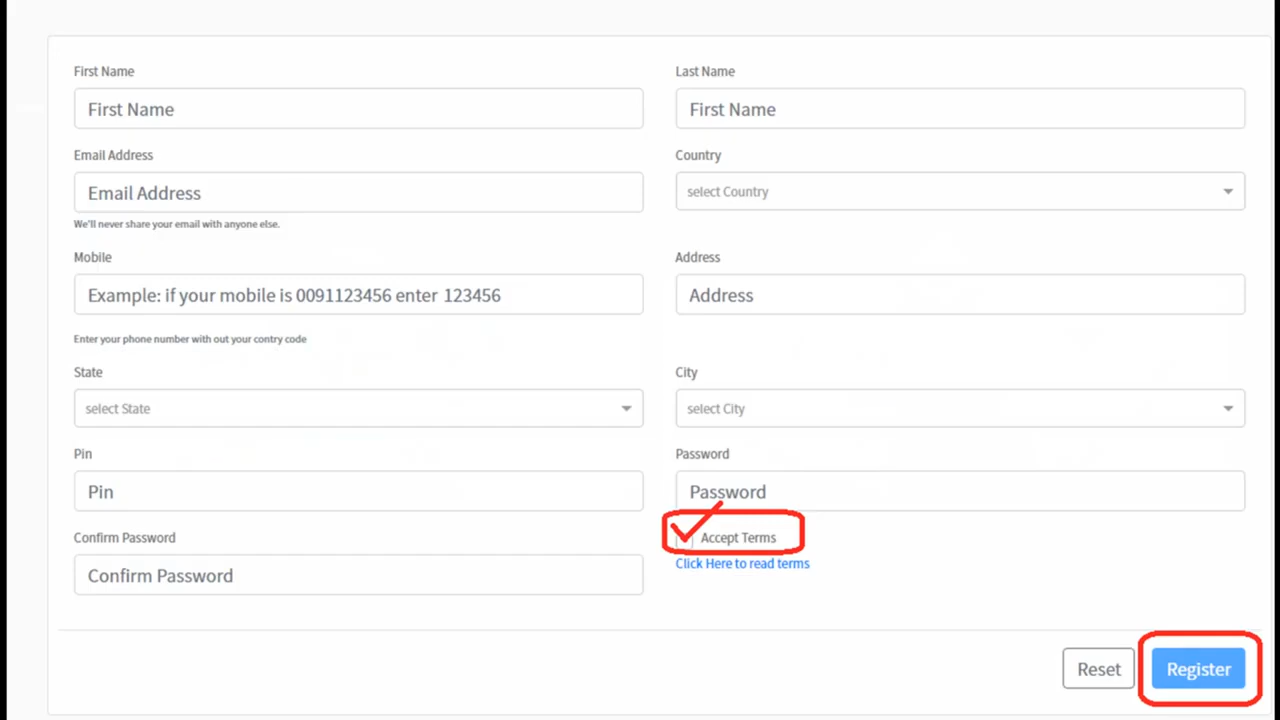 First Name
Last Name
First Name
First Name
Email Address
Country
Email Address
select Country
We'll never share your email with anyone else.
Mobile
Address
Example: if your mobile is 0091123456 enter 123456
Address
Enter your phone number with out your contry code
State
City
select State
select City
Pin
Password
Pin
Password
Confirm Password
Accept Terms
Confirm Password
Click Here to read terms
Reset
Register